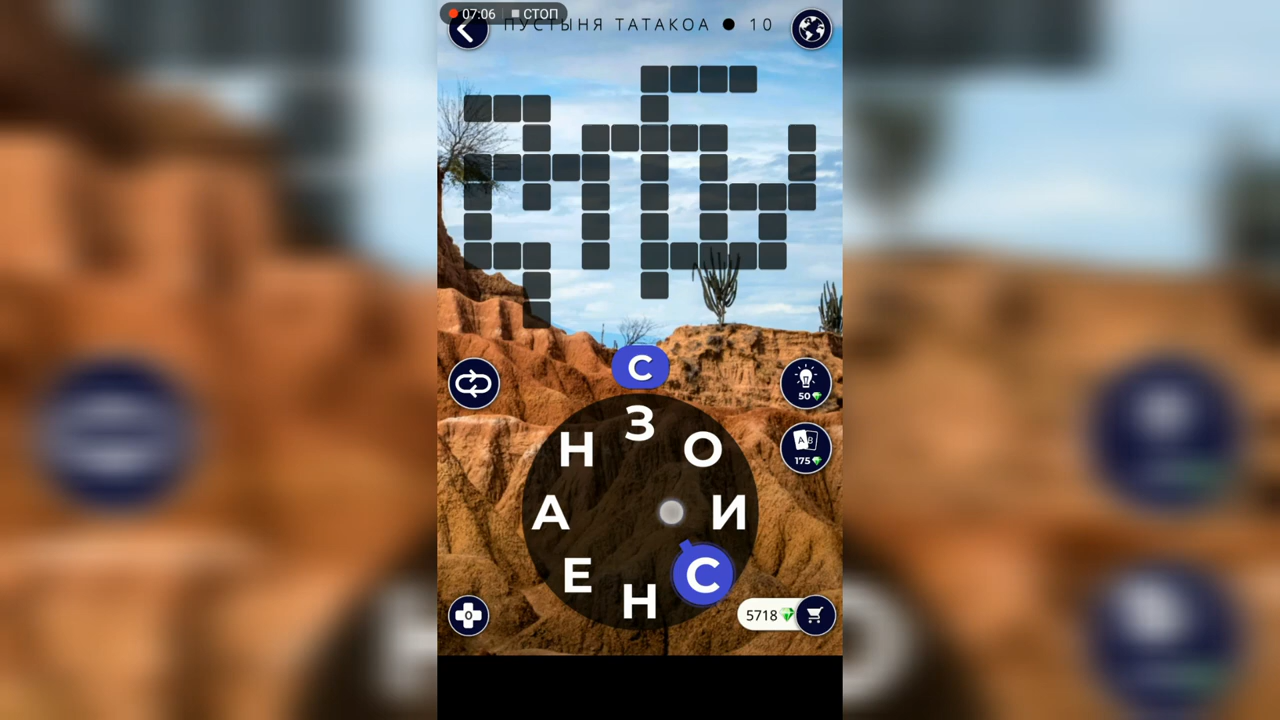 07:06 СТОП
ПУСТЫНЯ ТАТАКОА ● 10
С
З
Н О
А И
Е С
Н
50
A B
175
0
5718